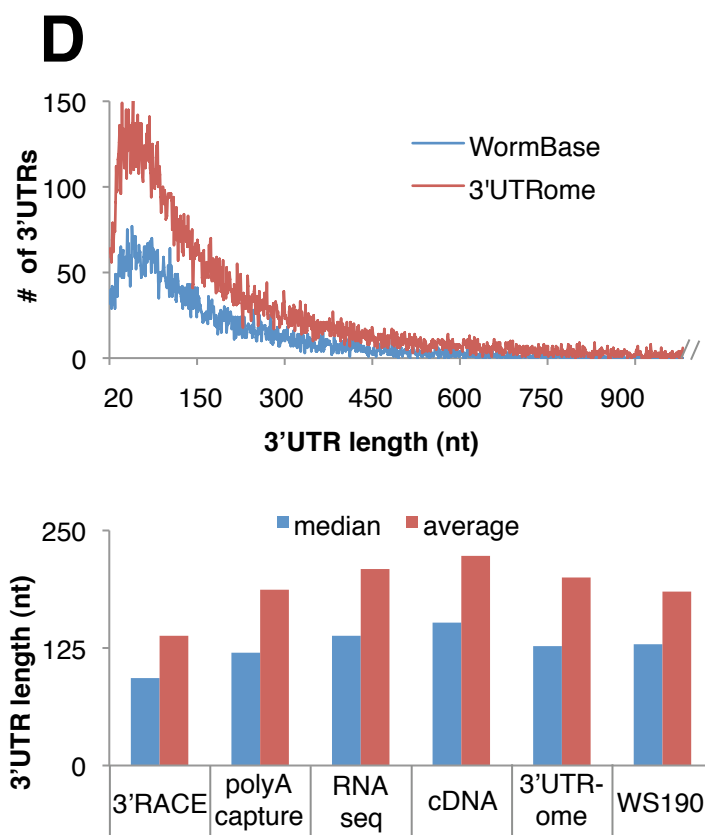 D
150
100
50
0
# of 3'UTRs
WormBase
3'UTRome
20 150 300 450 600 750 900
//
3'UTR length (nt)
250
125
0
3'UTR length (nt)
median average
3'RACE
polyA
capture
RNA
seq
cDNA
3'UTR-
ome
WS190